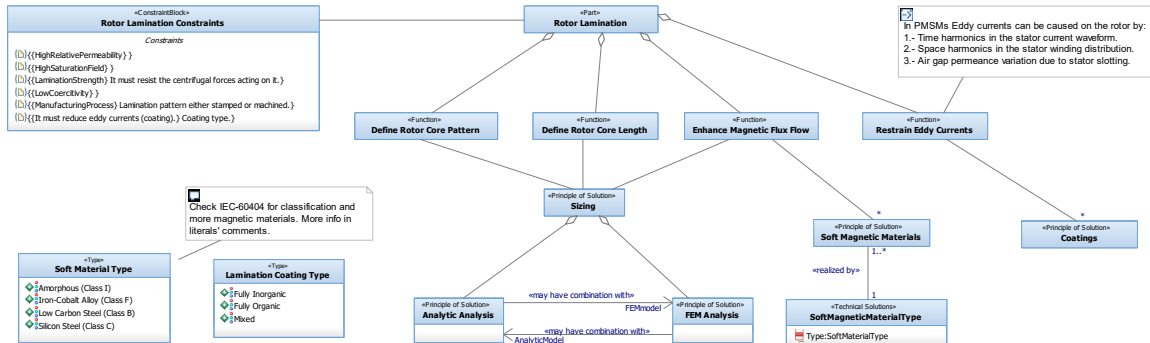 «ConstraintBlock»
Rotor Lamination Constraints
Constraints
{{HighRelativePermeability} }
{{HighSaturationField} }
{{LaminationStrength} It must resist the centrifugal forces acting on it.}
{{LowCoercitivity} }
{{ManufacturingProcess} Lamination pattern either stamped or machined.}
{{It must reduce eddy currents (coating).} Coating type.}
«Part»
Rotor Lamination
In PMSMs Eddy currents can be caused on the rotor by:
1.- Time harmonics in the stator current waveform.
2.- Space harmonics in the stator winding distribution.
3.- Air gap permeance variation due to stator slotting.
«Function»
Define Rotor Core Pattern
«Function»
Define Rotor Core Length
«Function»
Enhance Magnetic Flux Flow
«Function»
Restrain Eddy Currents
Check IEC-60404 for classification and
more magnetic materials. More info in
literals' comments.
«Principle of Solution»
Sizing
*
«Principle of Solution»
Soft Magnetic Materials
1..*
*
«Principle of Solution»
Coatings
«Type»
Soft Material Type
Amorphous (Class I)
Iron-Cobalt Alloy (Class F)
Low Carbon Steel (Class B)
Silicon Steel (Class C)
«Type»
Lamination Coating Type
Fully Inorganic
Fully Organic
Mixed
«realized by»
1
«Principle of Solution»
Analytic Analysis
«may have combination with»
FEMmodel
«may have combination with»
AnalyticModel
«Principle of Solution»
FEM Analysis
«Technical Solutions»
SoftMagneticMaterialType
Type:SoftMaterialType